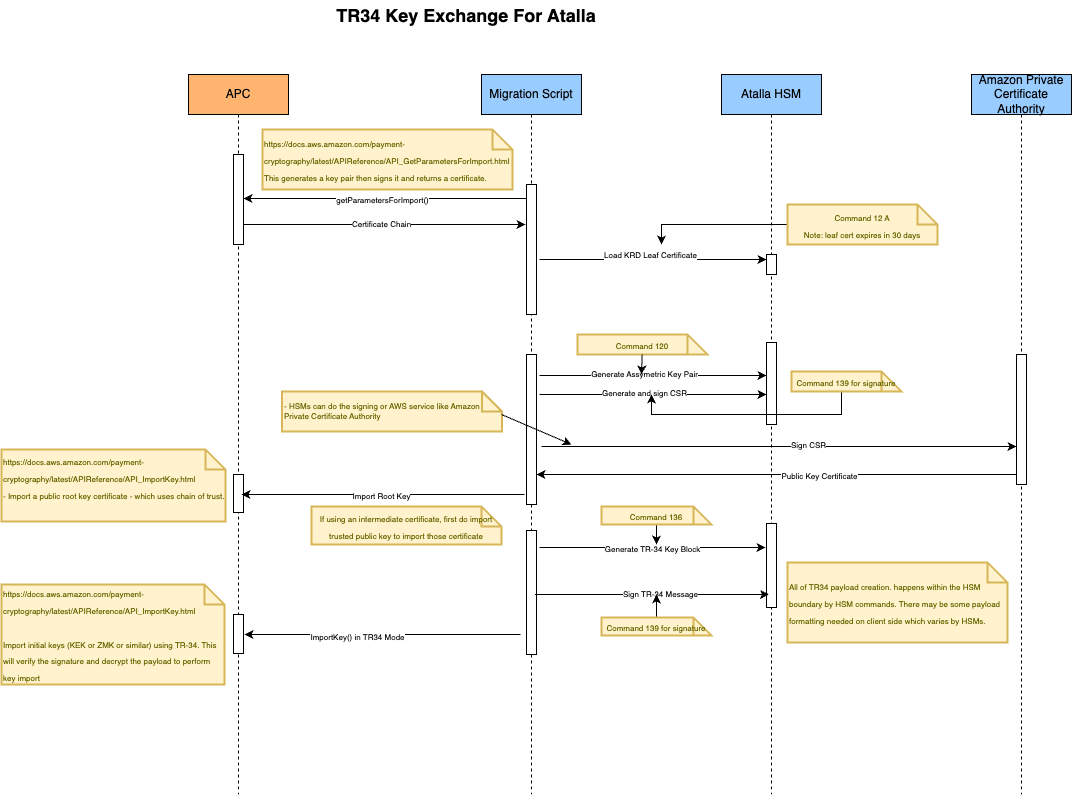 TR34 Key Exchange For Atalla
APC
Migration Script
Atalla HSM
Amazon Private
Certificate
Authority
https://docs.aws.amazon.com/payment-
cryptography/latest/APIReference/API_GetParametersForImport.html
This generates a key pair then signs it and returns a certificate.
getParametersForImport()
Certificate Chain
Command 12 A
Note: leaf cert expires in 30 days
Load KRD Leaf Certificate
Command 120
Generate Assymetric Key Pair
Command 139 for signature
Generate and sign CSR
- HSMs can do the signing or AWS service like Amazon
Private Certificate Authority
Sign CSR
https://docs.aws.amazon.com/payment-
cryptography/latest/APIReference/API_ImportKey.html
- Import a public root key certificate - which uses chain of trust.
Public Key Certificate
Import Root Key
If using an intermediate certificate, first do import
trusted public key to import those certificate
Command 136
Generate TR-34 Key Block
All of TR34 payload creation. happens within the HSM
boundary by HSM commands. There may be some payload
formatting needed on client side which varies by HSMs.
https://docs.aws.amazon.com/payment-
cryptography/latest/APIReference/API_ImportKey.html
Import initial keys (KEK or ZMK or similar) using TR-34. This
will verify the signature and decrypt the payload to perform
key import
Sign TR-34 Message
Command 139 for signature
ImportKey() in TR34 Mode